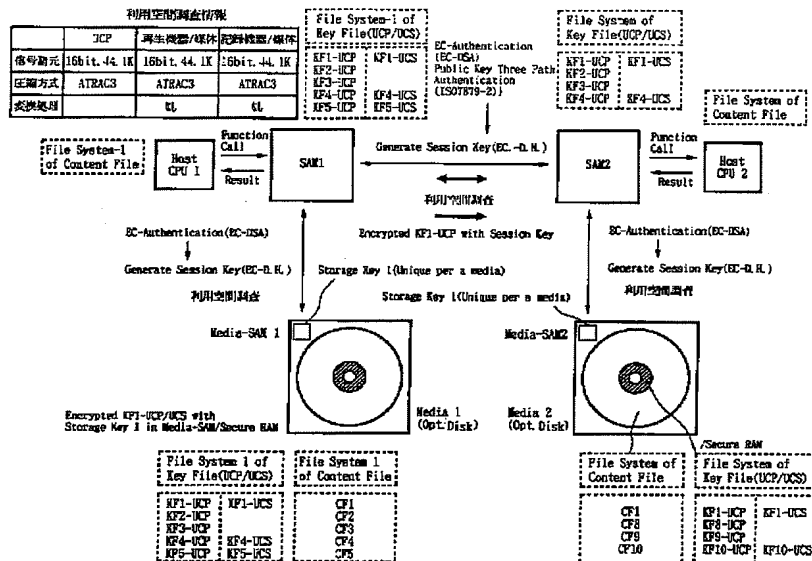 利用空間調査情報
UCP 再生機器/媒体 記録機器/媒体
信号諸元 16bit.44.1K 16bit.44.1K 16bit.44.1K
圧縮方式 ATRAC3 ATRAC3 ATRAC3
変換処理
File System-1 of
Key File(UCP/UCS)
KF1-UCP KF1-UCS
KF2-UCP
KF3-UCP
KF4-UCP KF4-UCS
KF5-UCP KF5-UCS
EC-Authentication
(EC-DSA)
Public Key Three Path
Authentication
(ISO7879-2)}
File System of
Key File(UCP/UCS)
KF1-UCP KF1-UCS
KF2-UCP
KF3-UCP
KF4-UCP KF4-UCS
File System of
Content File
File System-1
of Content File
Host
CPU 1
Function
Call
Result
SAM1
Generate Session Key(EC.-D.H.)
利用空間調査
Encrypted KF1-UCP with Session Key
SAM2
Function
Call
Result
Host
CPU 2
EC-Authentication(EC-DSA)
Generate Session Key(EC-D.H.)
利用空間調査
Storage Key 1(Unique per a media)
Storage Key 1(Unique per a media)
EC-Authentication(EC-DSA)
Generate Session Key(EC-D.H.)
利用空間調査
Media-SAM 1
Media-SAM2
Media 1
(Opt.Disk)
Media 2
(Opt.Disk)
Encrypted KF1-UCP/UCS with
Storage Key 1 in Media-SAM/Secure RAM
/Secure RAM
File System 1 of
Key File(UCP/UCS)
KF1-UCP KF1-UCS
KF2-UCP
KF3-UCP
KF4-UCP KF4-UCS
KF5-UCP KF5-UCS
File System 1
of Content File
CF1
CF2
CF3
CF4
CF5
File System of
Content File
CF1
CF8
CF9
CF10
File System of
Key File(UCP/UCS)
KF1-UCP KF1-UCS
KF8-UCP
KF9-UCP
KF10-UCP KF10-UCS